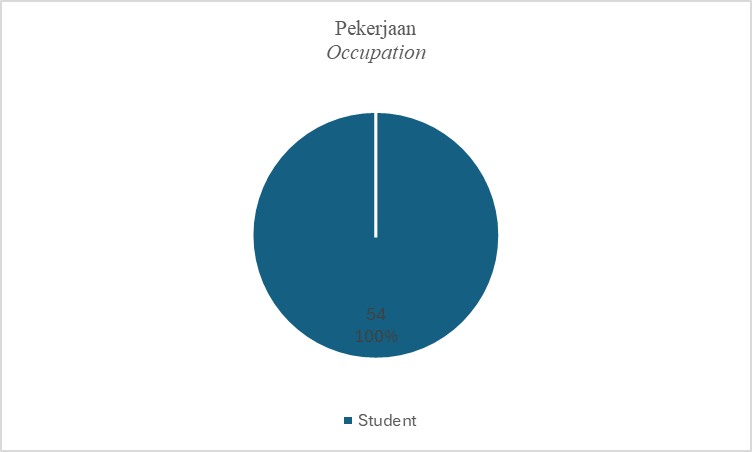 Pekerjaan
Occupation
54
100%
Student